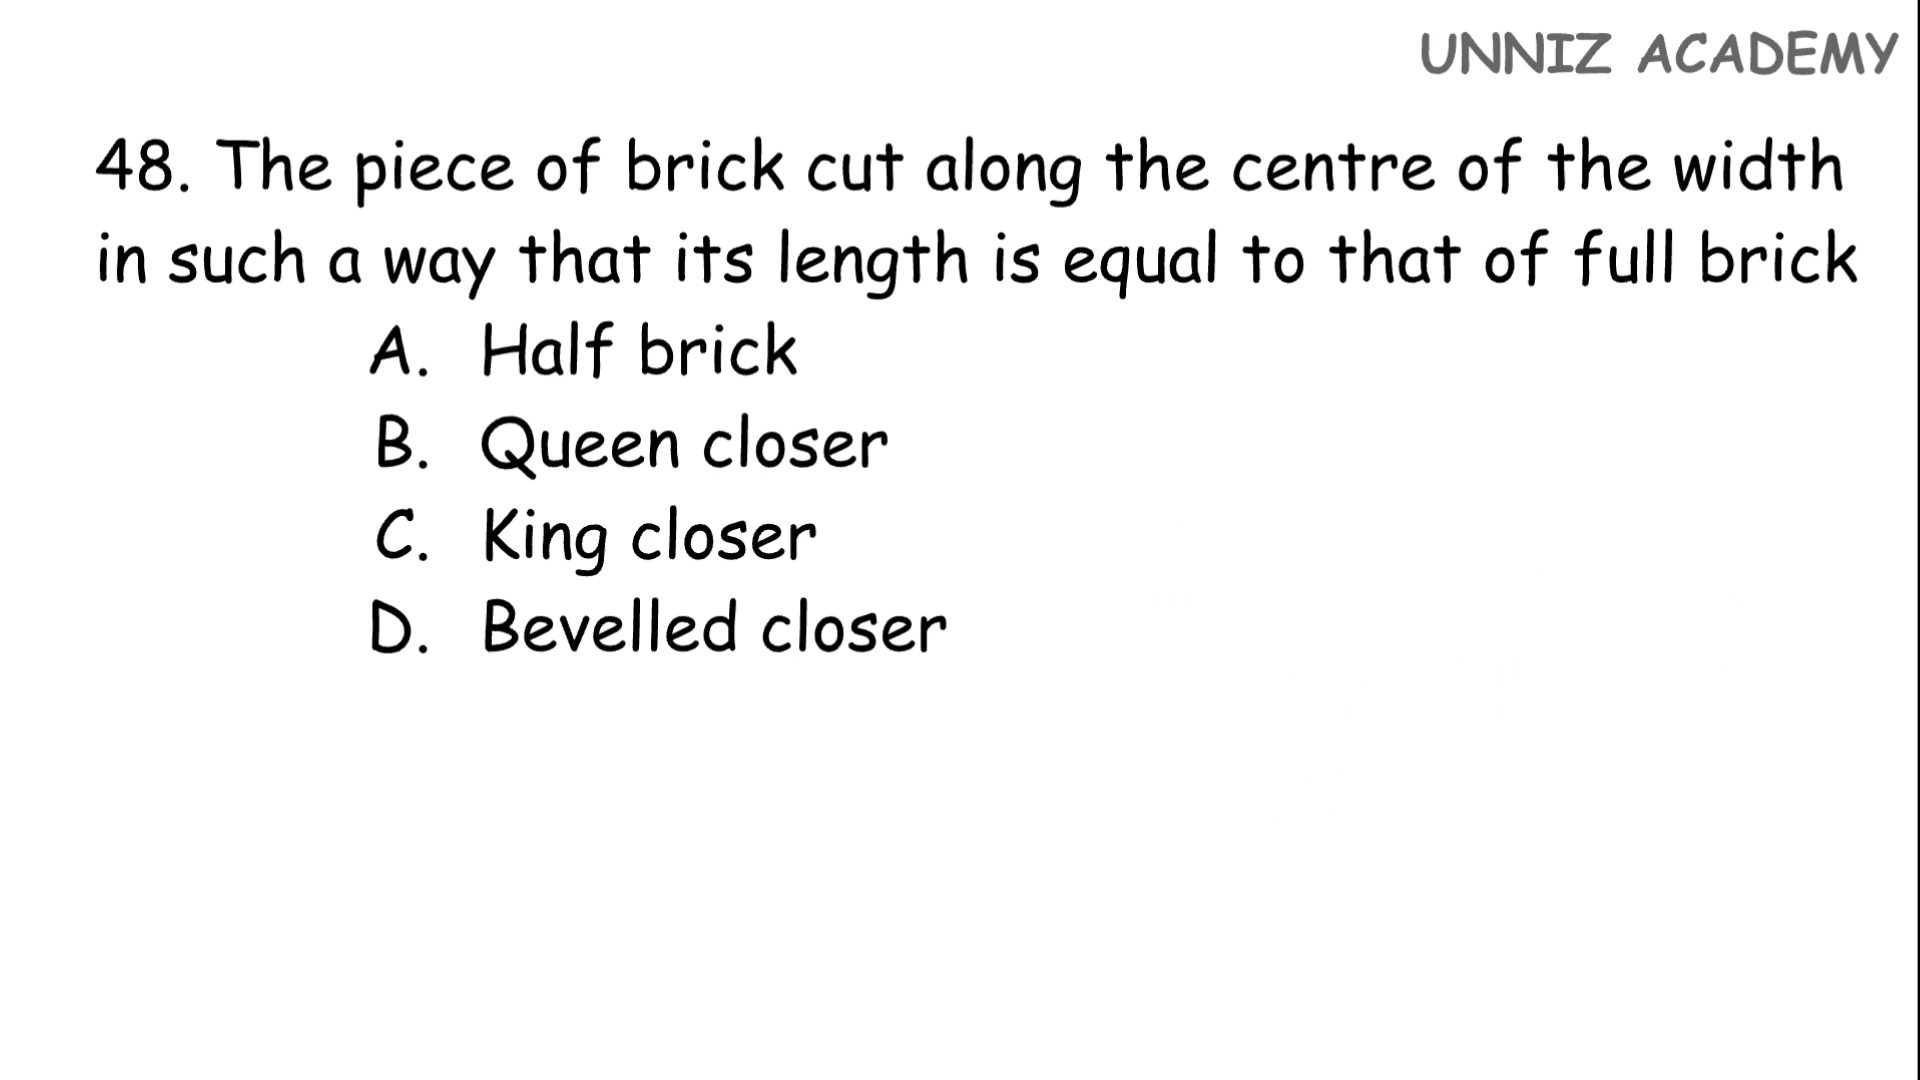 UNNIZ ACADEMY
48. The piece of brick cut along the centre of the width
in such a way that its length is equal to that of full brick
A. Half brick
B. Queen closer
C. King closer
D. Bevelled closer